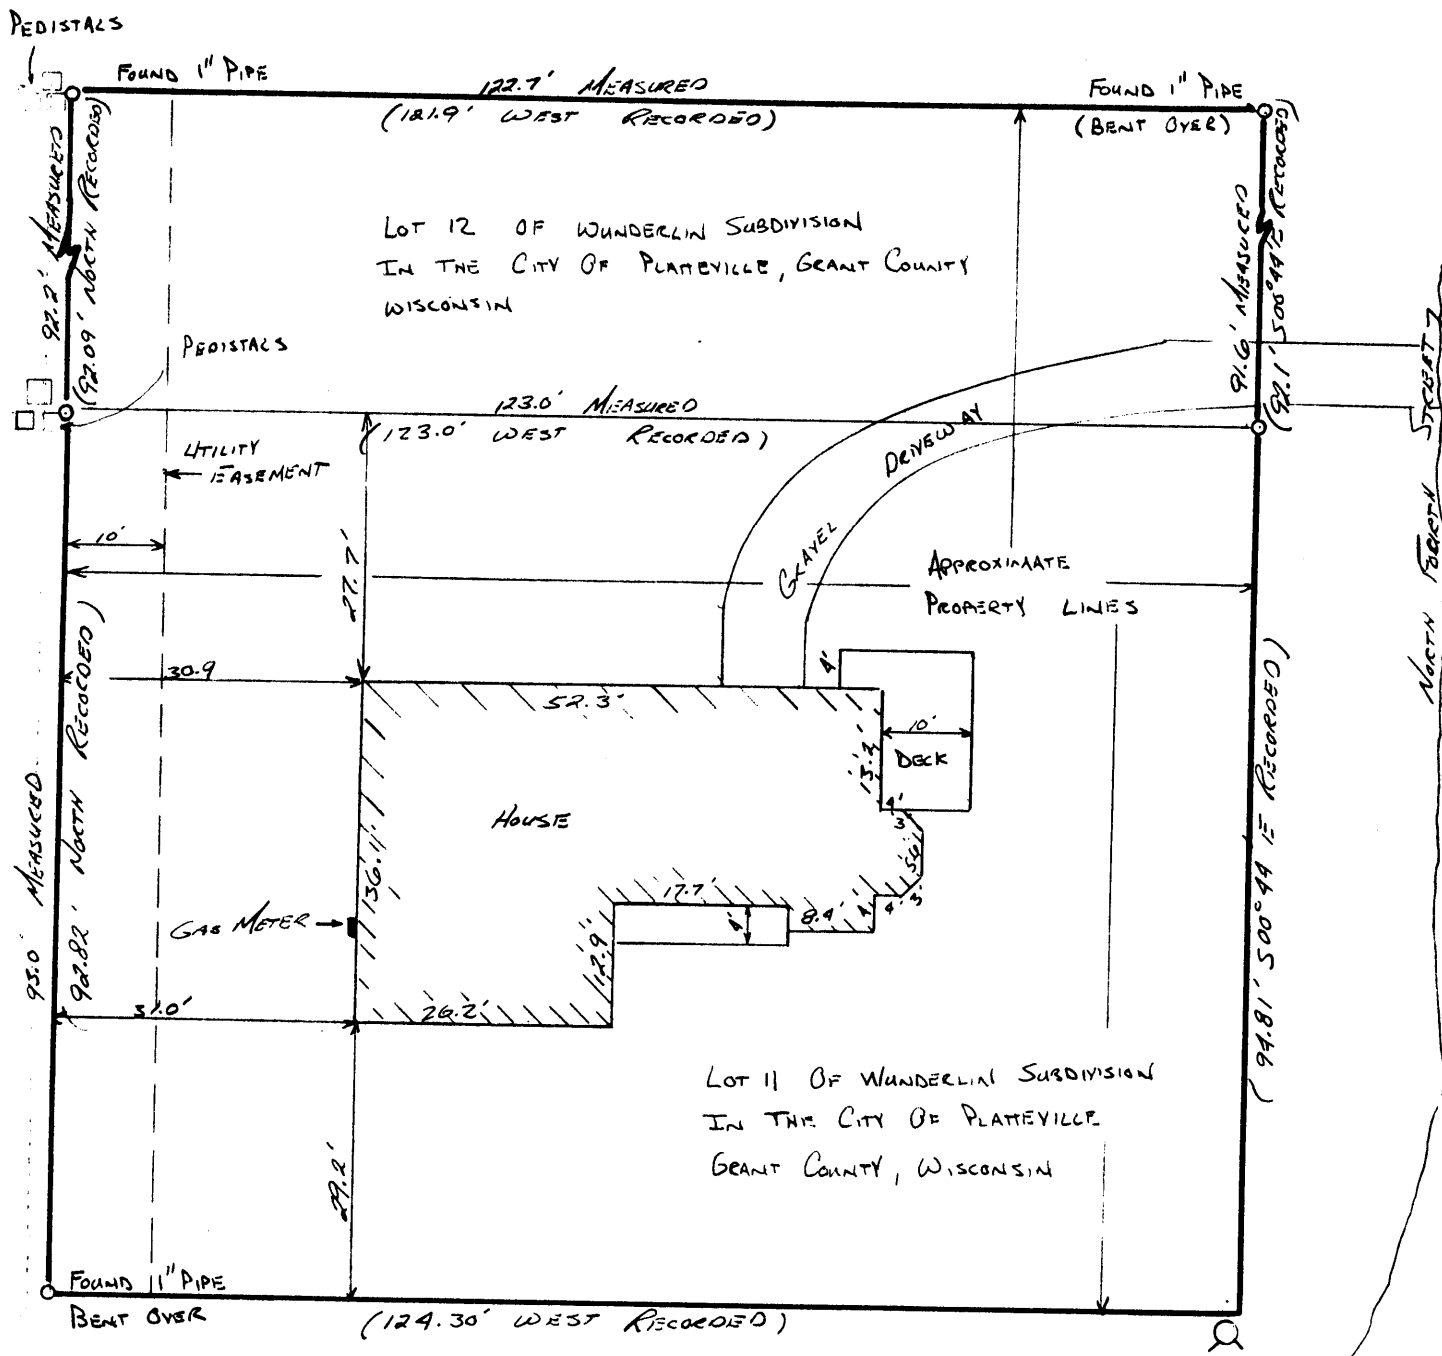 PEDISTALS
FOUND 1" PIPE
122.7' MEASURED
(121.9' WEST RECORDED)
FOUND 1" PIPE
(BENT OVER)
92.2' MEASURED
(92.09' NORTH RECORDED)
91.6' MEASURED
(92.1' S00°44'E RECORDED)
LOT 12 OF WUNDERLIN SUBDIVISION
IN THE CITY OF PLATTEVILLE, GRANT COUNTY
WISCONSIN
PEDISTALS
123.0' MEASURED
(123.0' WEST RECORDED)
UTILITY
EASEMENT
10'
27.7'
GRAVEL DRIVEWAY
NORTH FOURTH STREET
APPROXIMATE
PROPERTY LINES
30.9
52.3'
4'
10'
DECK
13.2'
HOUSE
4'
3'
5.4'
3'
4'
4'
8.4'
17.7'
4'
12.9'
36.1'
GAS METER
93.0' MEASURED
(92.82' NORTH RECORDED)
31.0'
26.2'
29.2'
(94.81' S00°44 E RECORDED)
LOT 11 OF WUNDERLIN SUBDIVISION
IN THE CITY OF PLATTEVILLE
GRANT COUNTY, WISCONSIN
FOUND 1" PIPE
BENT OVER
(124.30' WEST RECORDED)